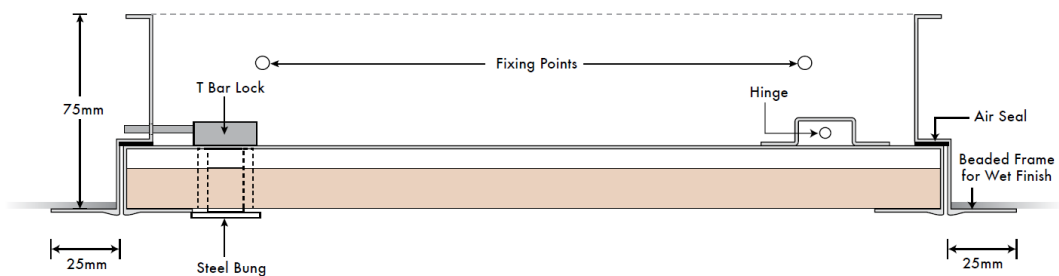 Fixing Points
T Bar Lock
Hinge
75mm
Air Seal
Beaded Frame
for Wet Finish
25mm
Steel Bung
25mm